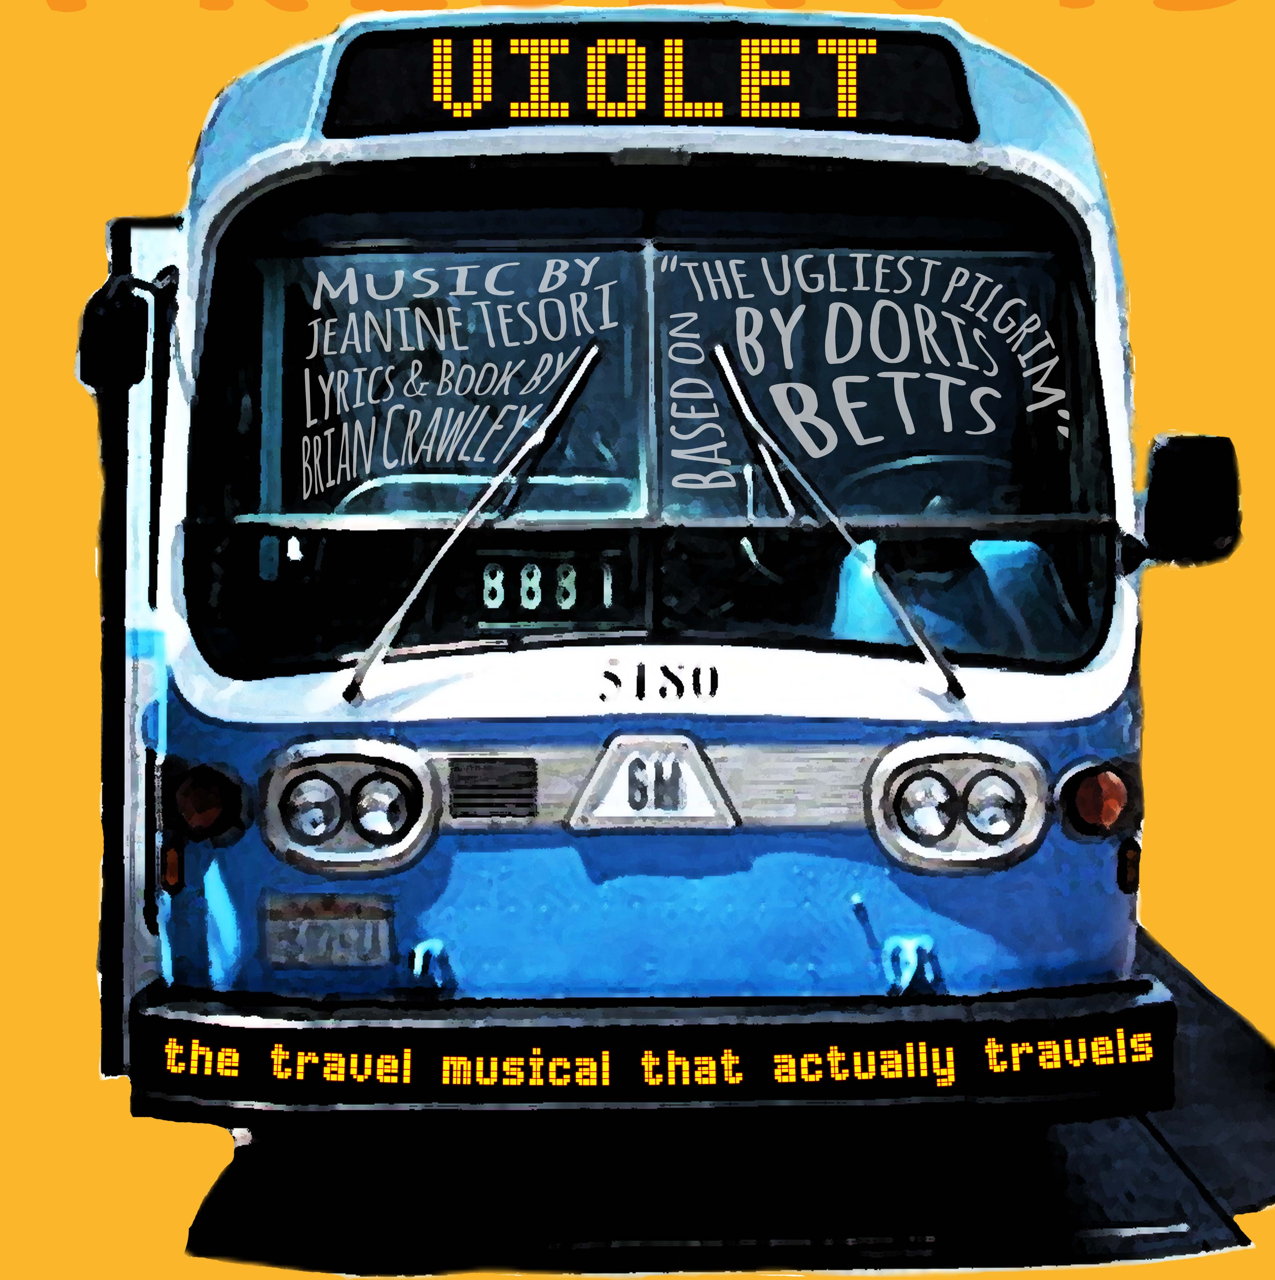 VIOLET
MUSIC BY
JEANINE TESORI
LYRICS & BOOK BY
BRIAN CRAWLEY
BASED ON
"THE UGLIEST PILGRIM"
BY DORIS
BETTS
8881
5180
GM
the travel musical that actually travels